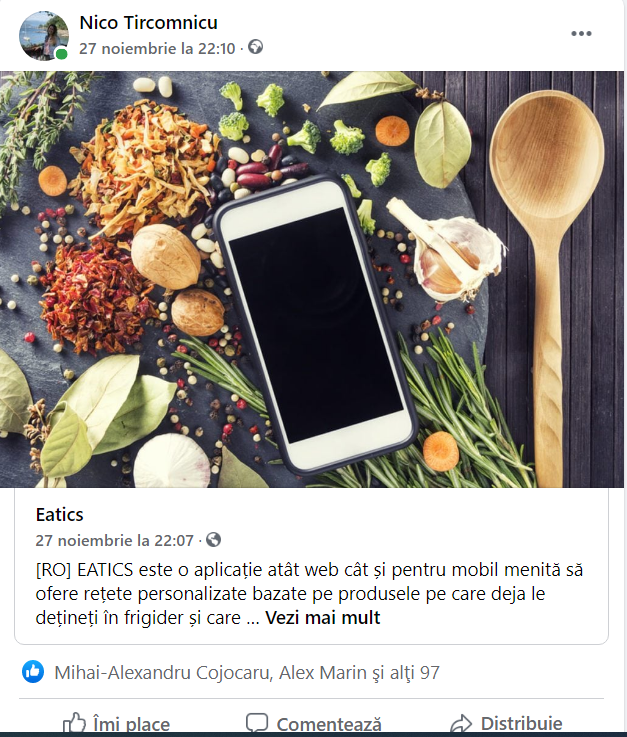 Nico Tircomnicu
27 noiembrie la 22:10 ·
Eatics
27 noiembrie la 22:07 ·
[RO] EATICS este o aplicație atât web cât și pentru mobil menită să
ofere rețete personalizate bazate pe produsele pe care deja le
dețineți în frigider și care ... Vezi mai mult
Mihai-Alexandru Cojocaru, Alex Marin şi alţi 97
Îmi place Comentează Distribuie